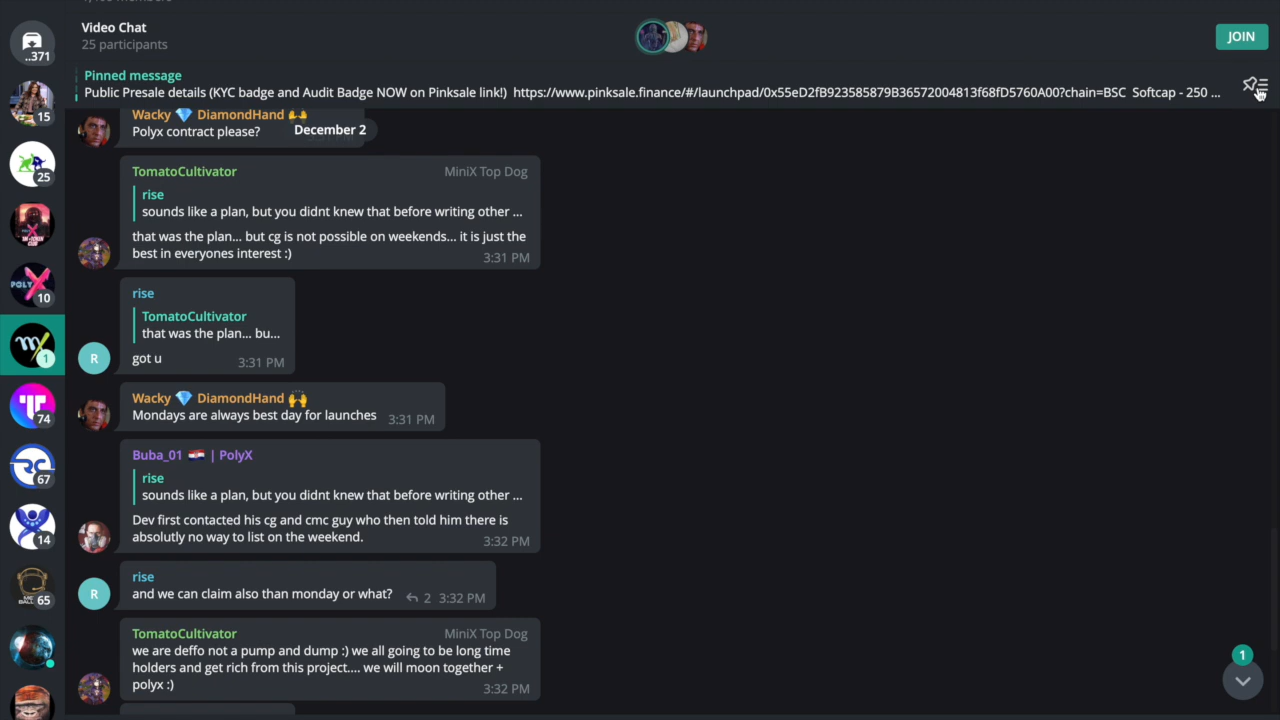 Video Chat
25 participants
JOIN
Pinned message
Public Presale details (KYC badge and Audit Badge NOW on Pinksale link!) https://www.pinksale.finance/#/launchpad/0x55eD2fB923585879B36572004813f68fD5760A00?chain=BSC Softcap - 250 ...
..371
15
25
10
1
74
67
14
65
Wacky 💎 DiamondHand 🙌
Polyx contract please?
December 2
TomatoCultivator MiniX Top Dog
rise
sounds like a plan, but you didnt knew that before writing other ...
that was the plan... but cg is not possible on weekends... it is just the
best in everyones interest :) 3:31 PM
rise
TomatoCultivator
that was the plan... bu...
got u 3:31 PM
R
Wacky 💎 DiamondHand 🙌
Mondays are always best day for launches 3:31 PM
Buba_01 🇭🇷 | PolyX
rise
sounds like a plan, but you didnt knew that before writing other ...
Dev first contacted his cg and cmc guy who then told him there is
absolutly no way to list on the weekend. 3:32 PM
rise
and we can claim also than monday or what? 2 3:32 PM
R
TomatoCultivator MiniX Top Dog
we are deffo not a pump and dump :) we all going to be long time
holders and get rich from this project.... we will moon together +
polyx :) 3:32 PM
1